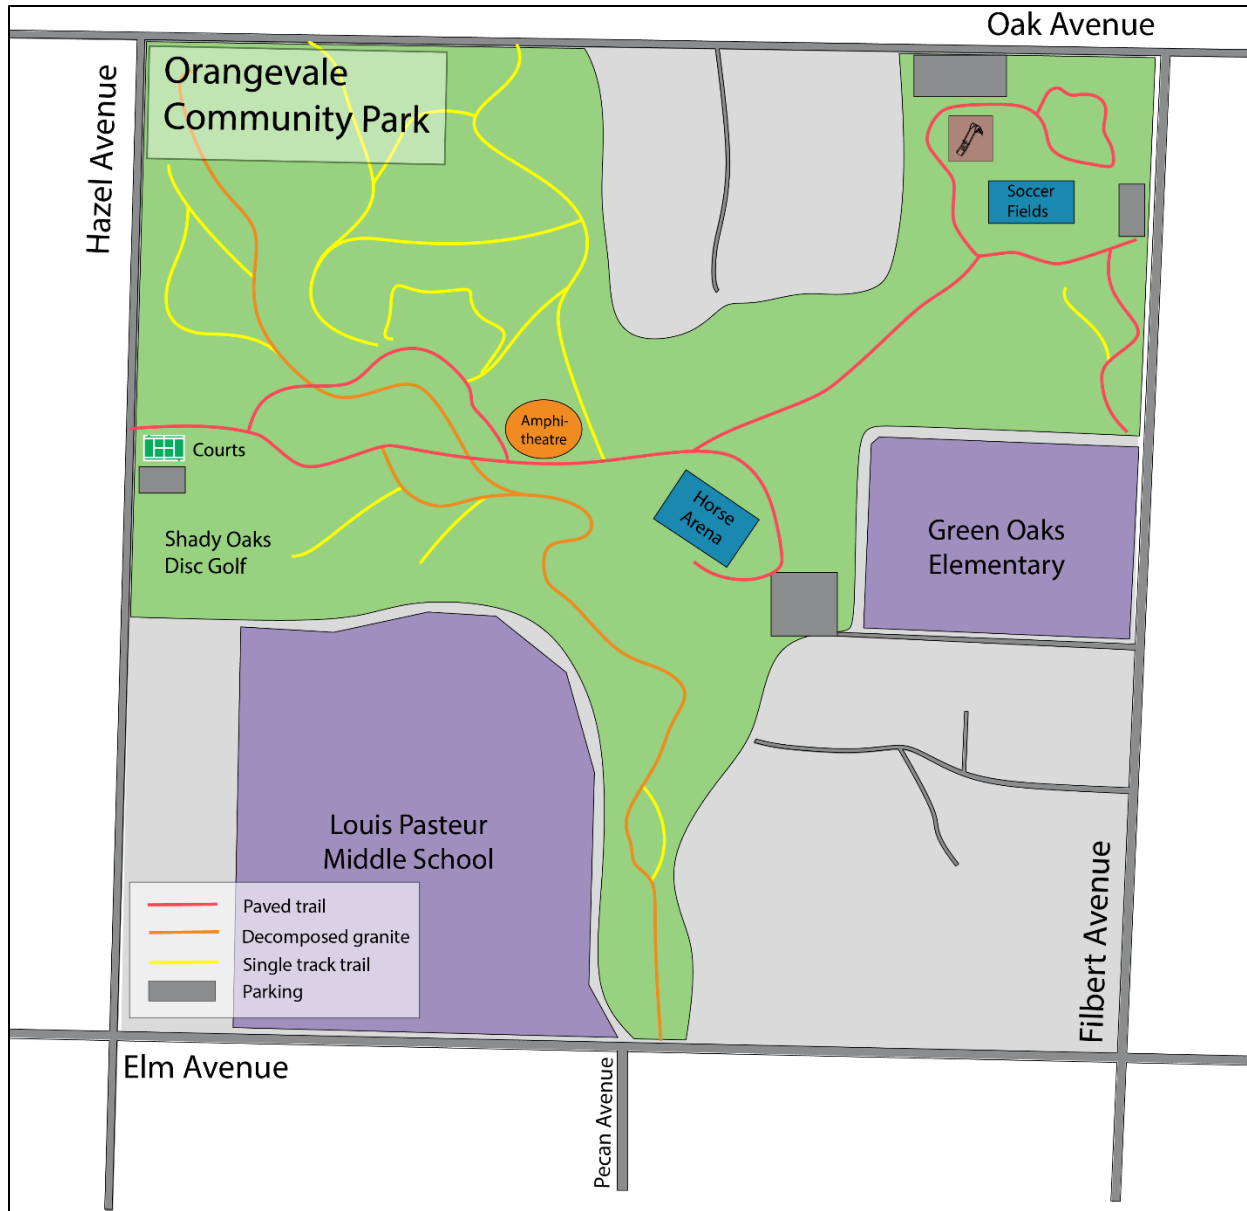 Oak Avenue
Orangevale
Community Park
Hazel Avenue
Soccer
Fields
Amphi-
theatre
Courts
Horse
Arena
Shady Oaks
Disc Golf
Green Oaks
Elementary
Louis Pasteur
Middle School
Paved trail
Decomposed granite
Single track trail
Parking
Filbert Avenue
Elm Avenue
Pecan Avenue